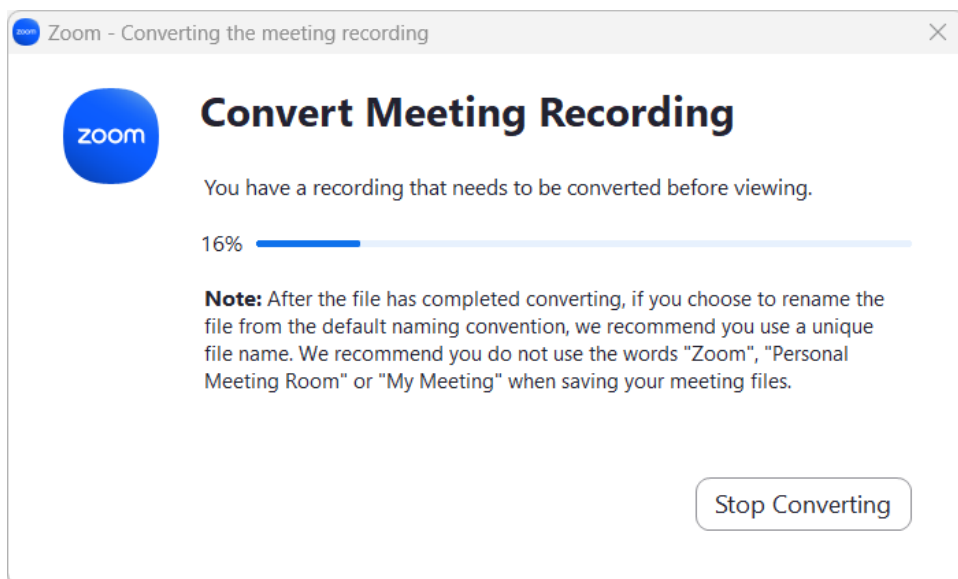 zoom Zoom - Converting the meeting recording
zoom
Convert Meeting Recording
You have a recording that needs to be converted before viewing.
16%
Note: After the file has completed converting, if you choose to rename the
file from the default naming convention, we recommend you use a unique
file name. We recommend you do not use the words "Zoom", "Personal
Meeting Room" or "My Meeting" when saving your meeting files.
Stop Converting